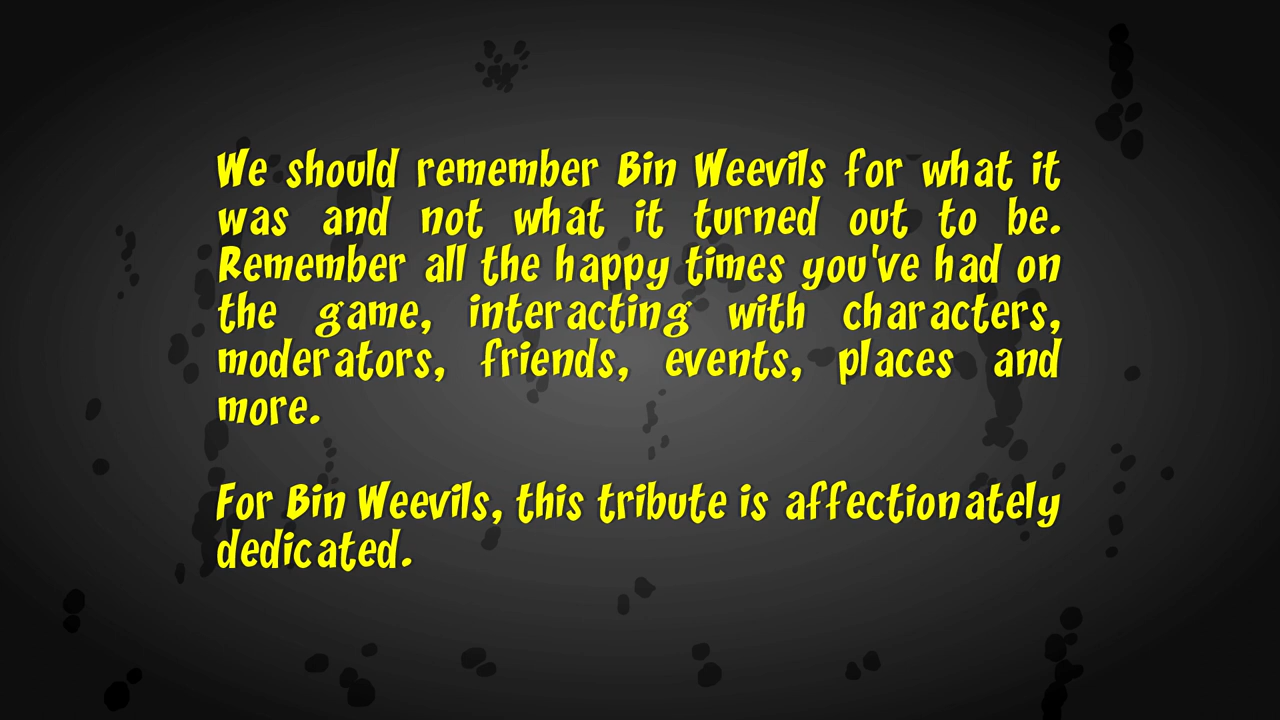 We should remember Bin Weevils for what it
was and not what it turned out to be.
Remember all the happy times you've had on
the game, interacting with characters,
moderators, friends, events, places and
more.
For Bin Weevils, this tribute is affectionately
dedicated.